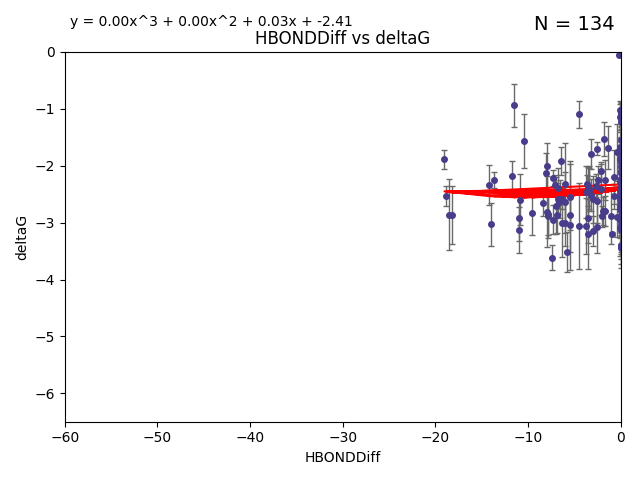 y = 0.00x^3 + 0.00x^2 + 0.03x + -2.41
N = 134
HBONDDiff vs deltaG
0
−1
−2
−3
−4
−5
−6
deltaG
−60 −50 −40 −30 −20 −10 0
HBONDDiff